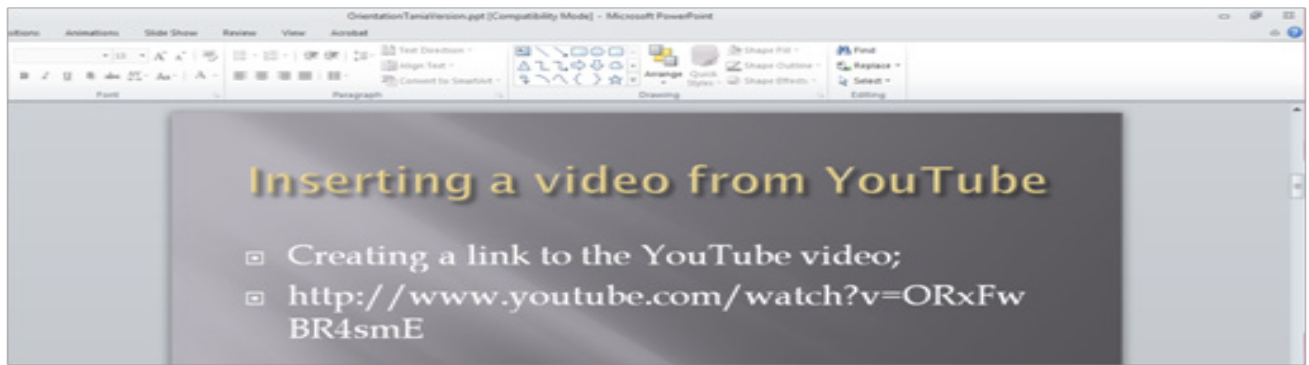 OrientationTaniaVersion.ppt [Compatibility Mode] - Microsoft PowerPoint
Animations Slide Show Review View Acrobat
Text Direction Shape Fill Find
Align Text Shape Outline Replace
Convert to SmartArt Arrange Quick Styles Shape Effects Select
Font Paragraph Drawing Editing
Inserting a video from YouTube
Creating a link to the YouTube video;
http://www.youtube.com/watch?v=ORxFw
BR4smE